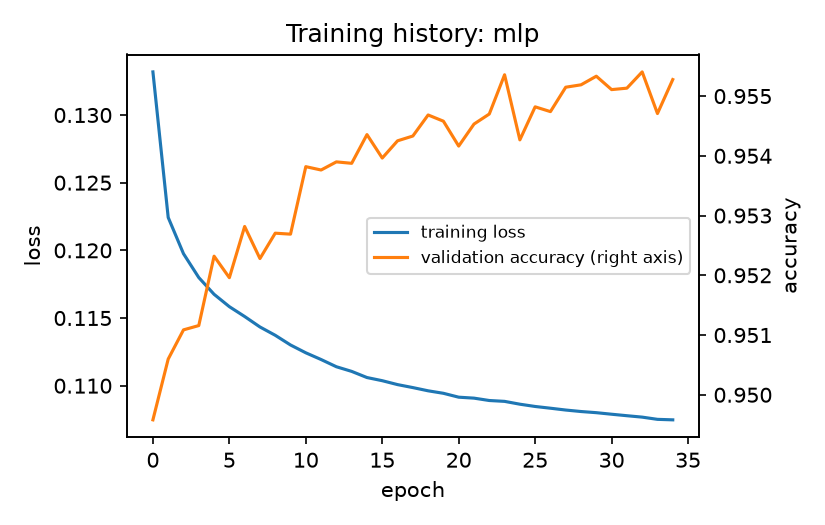 Training history: mlp
loss
0.130
0.125
0.120
0.115
0.110
training loss
validation accuracy (right axis)
0.955
0.954
0.953
0.952
0.951
0.950
accuracy
0 5 10 15 20 25 30 35
epoch